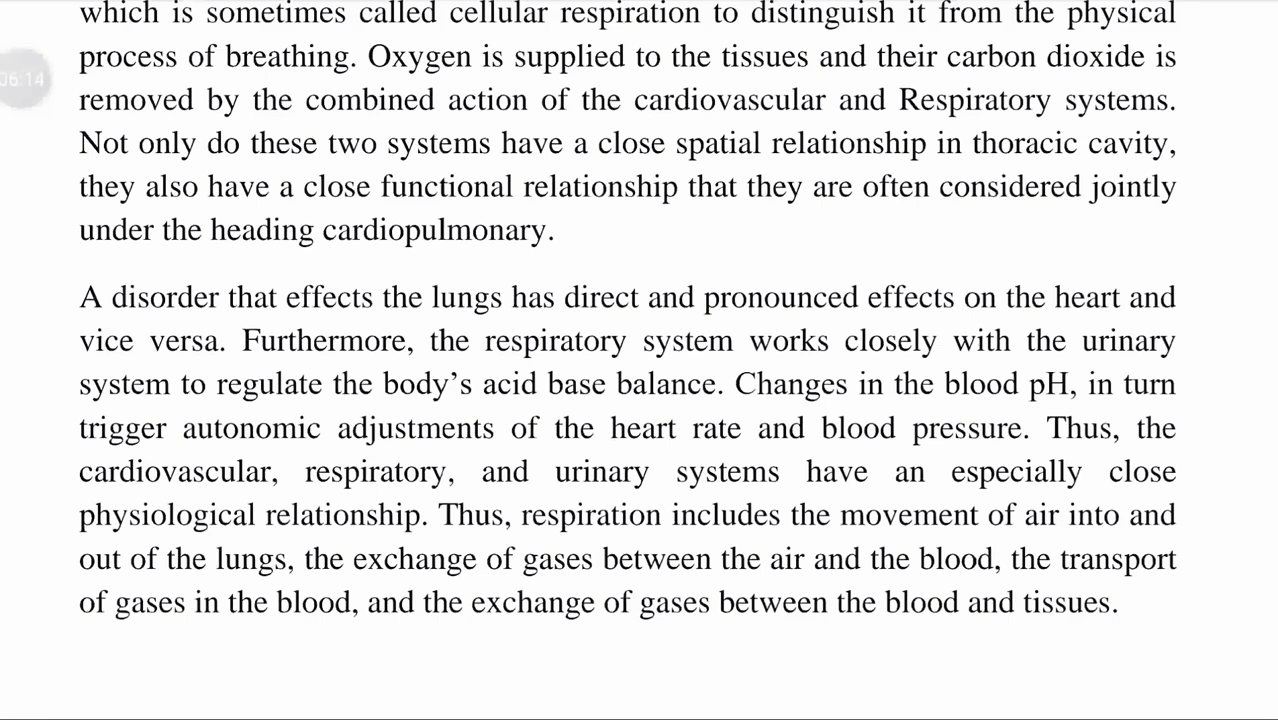 which is sometimes called cellular respiration to distinguish it from the physical
process of breathing. Oxygen is supplied to the tissues and their carbon dioxide is
06:14
removed by the combined action of the cardiovascular and Respiratory systems.
Not only do these two systems have a close spatial relationship in thoracic cavity,
they also have a close functional relationship that they are often considered jointly
under the heading cardiopulmonary.
A disorder that effects the lungs has direct and pronounced effects on the heart and
vice versa. Furthermore, the respiratory system works closely with the urinary
system to regulate the body’s acid base balance. Changes in the blood pH, in turn
trigger autonomic adjustments of the heart rate and blood pressure. Thus, the
cardiovascular, respiratory, and urinary systems have an especially close
physiological relationship. Thus, respiration includes the movement of air into and
out of the lungs, the exchange of gases between the air and the blood, the transport
of gases in the blood, and the exchange of gases between the blood and tissues.